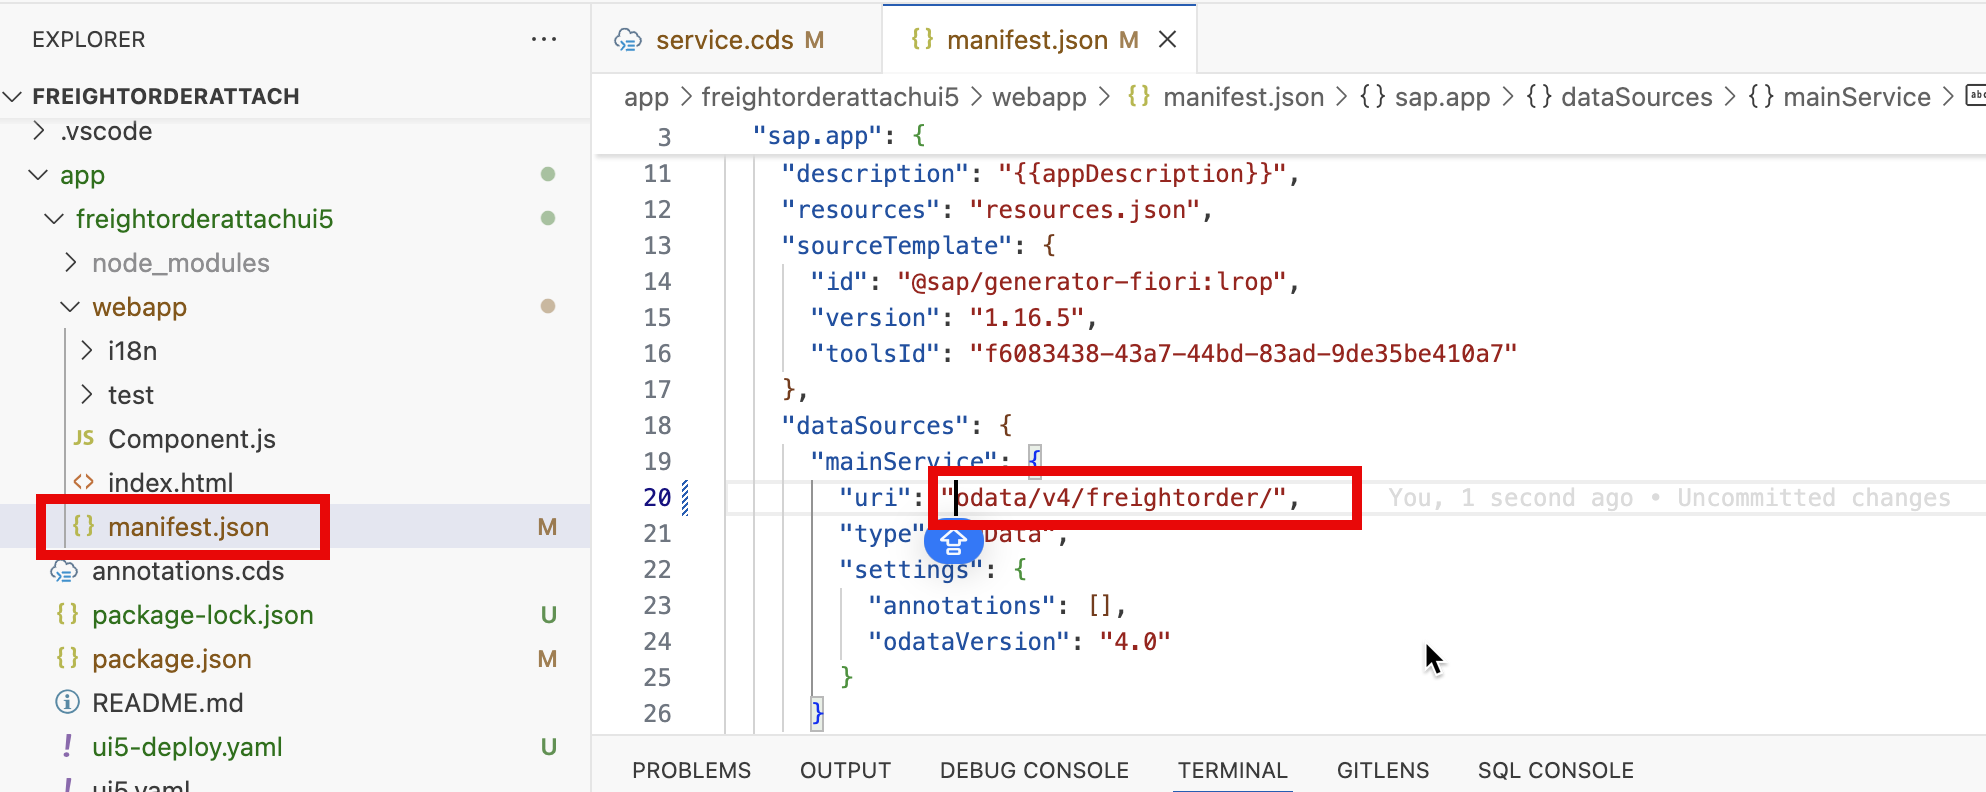 EXPLORER
FREIGHTORDERATTACH
.vscode
app
freightorderattachui5
node_modules
webapp
i18n
test
JS Component.js
<> index.html
{} manifest.json M
annotations.cds
{} package-lock.json U
{} package.json M
README.md
! ui5-deploy.yaml U
! ui5.yaml
service.cds M
{} manifest.json M
app > freightorderattachui5 > webapp > {} manifest.json > {} sap.app > {} dataSources > {} mainService > abc
3 "sap.app": {
11 "description": "{{appDescription}}",
12 "resources": "resources.json",
13 "sourceTemplate": {
14 "id": "@sap/generator-fiori:lrop",
15 "version": "1.16.5",
16 "toolsId": "f6083438-43a7-44bd-83ad-9de35be410a7"
17 },
18 "dataSources": {
19 "mainService": {
20 "uri": "odata/v4/freightorder/", You, 1 second ago • Uncommitted changes
21 "type" Data",
22 "settings": {
23 "annotations": [],
24 "odataVersion": "4.0"
25 }
26 }
PROBLEMS OUTPUT DEBUG CONSOLE TERMINAL GITLENS SQL CONSOLE